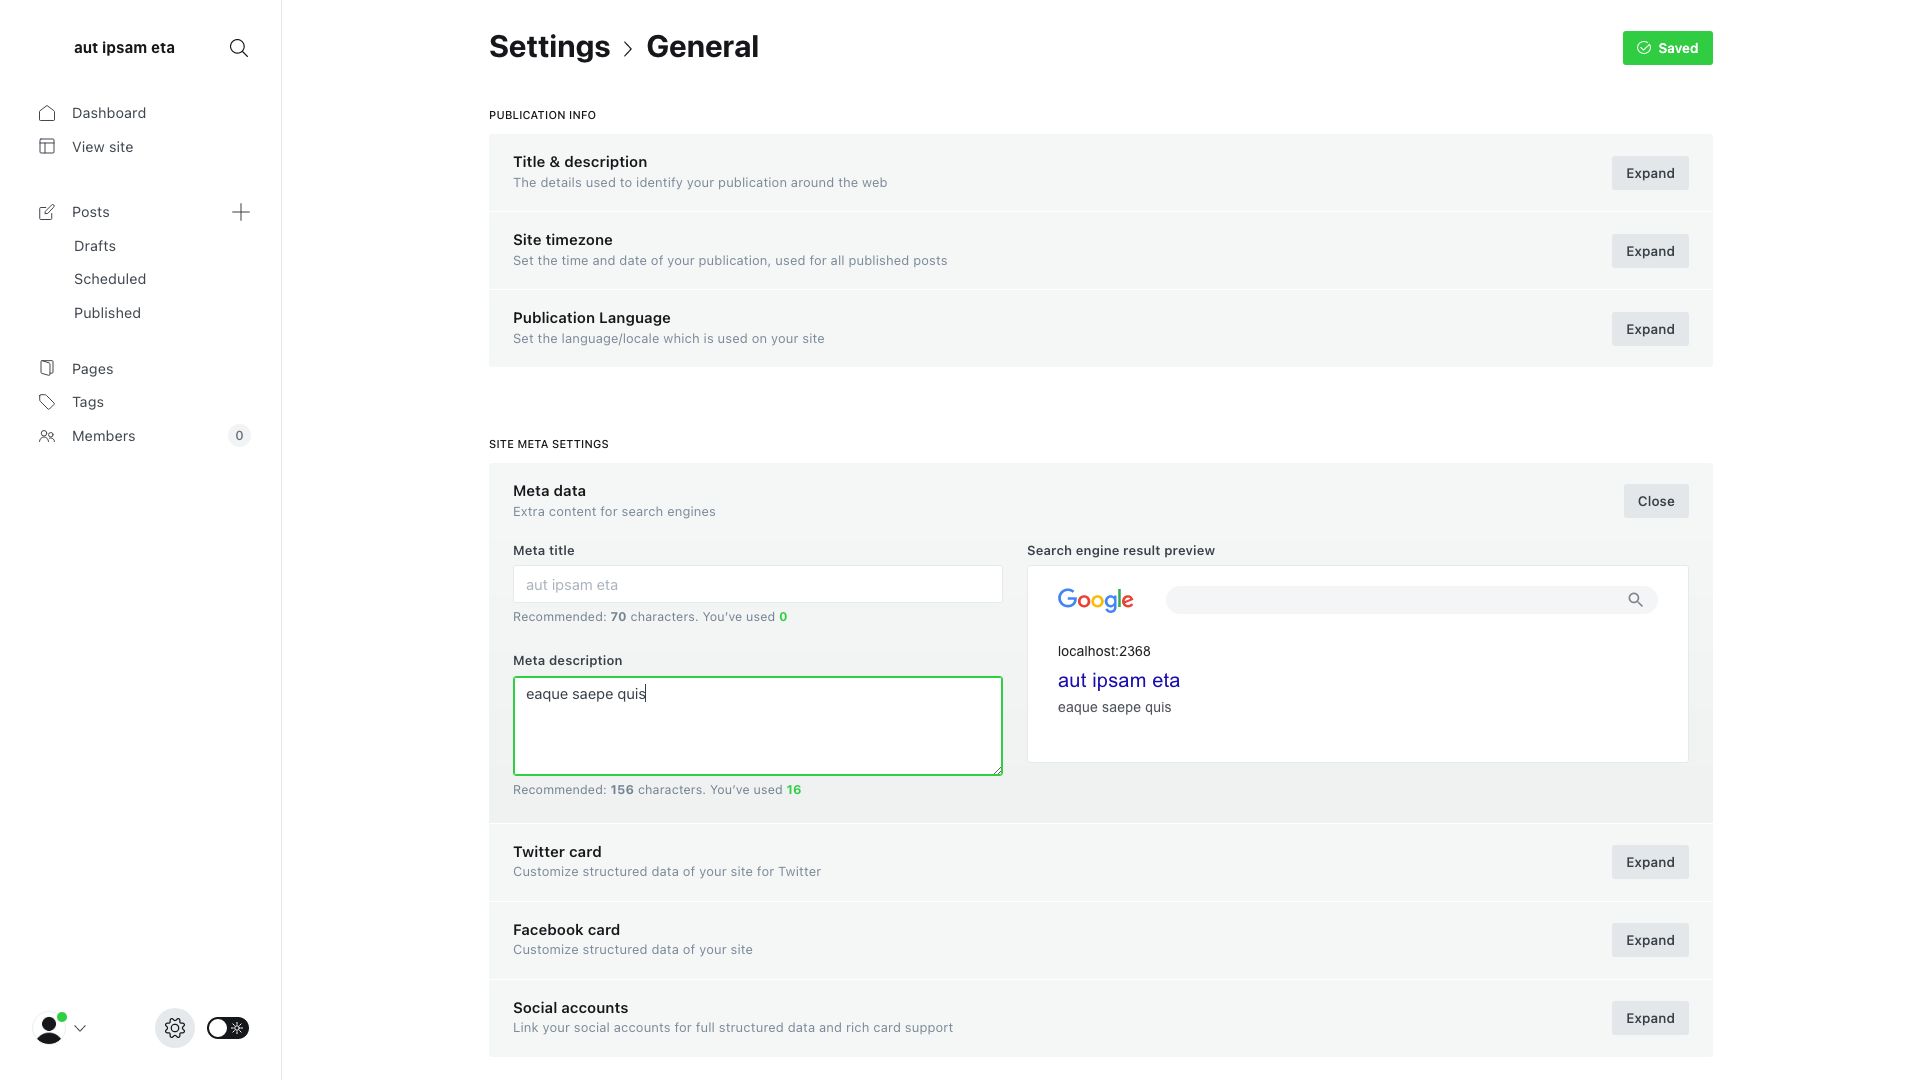 aut ipsam eta
Dashboard
View site
Posts
Drafts
Scheduled
Published
Pages
Tags
Members
0
Settings
General
Saved
PUBLICATION INFO
Title & description
The details used to identify your publication around the web
Expand
Site timezone
Set the time and date of your publication, used for all published posts
Expand
Publication Language
Set the language/locale which is used on your site
Expand
SITE META SETTINGS
Meta data
Extra content for search engines
Close
Meta title
aut ipsam eta
Recommended: 70 characters. You've used 0
Meta description
eaque saepe quis
Recommended: 156 characters. You've used 16
Search engine result preview
Google
localhost:2368
aut ipsam eta
eaque saepe quis
Twitter card
Customize structured data of your site for Twitter
Expand
Facebook card
Customize structured data of your site
Expand
Social accounts
Link your social accounts for full structured data and rich card support
Expand